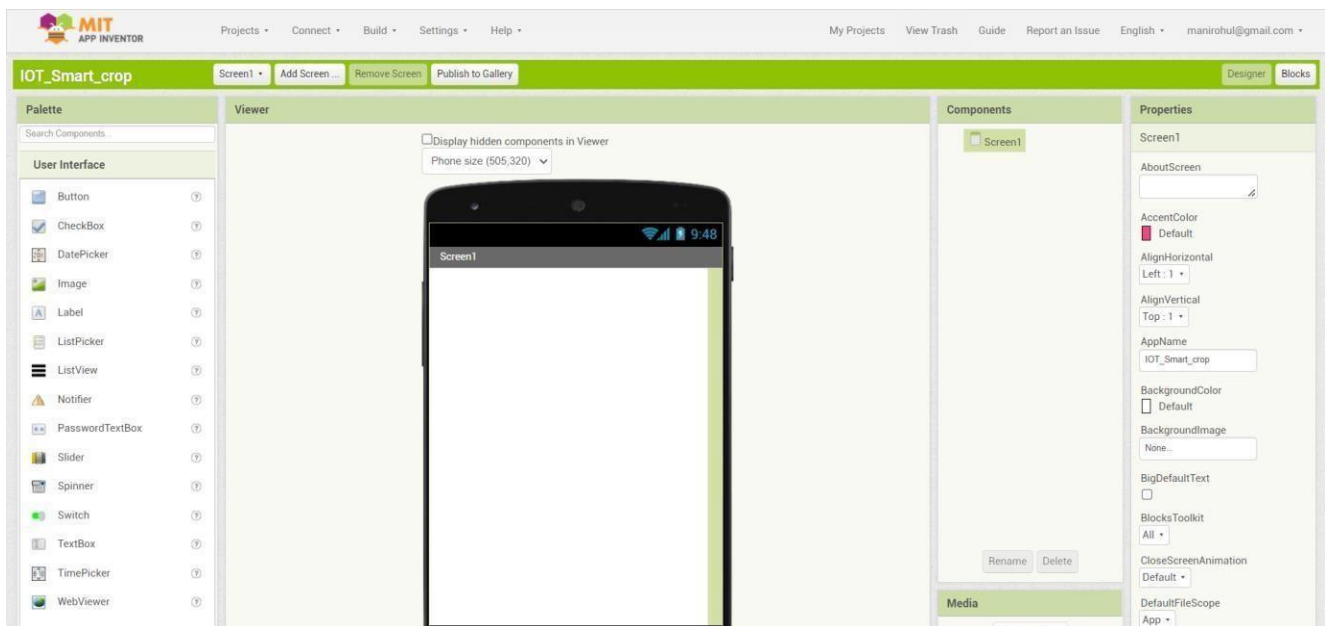 MIT
APP INVENTOR
Projects Connect Build Settings Help
My Projects View Trash Guide Report an Issue English manirohul@gmail.com
IOT_Smart_crop
Screen1 Add Screen ... Remove Screen Publish to Gallery
Designer Blocks
Palette
Search Components...
User Interface
Button ?
CheckBox ?
DatePicker ?
Image ?
Label ?
ListPicker ?
ListView ?
Notifier ?
PasswordTextBox ?
Slider ?
Spinner ?
Switch ?
TextBox ?
TimePicker ?
WebViewer ?
Viewer
Display hidden components in Viewer
Phone size (505,320)
9:48
Screen1
Components
Screen1
Rename Delete
Media
Properties
Screen1
AboutScreen
AccentColor
Default
AlignHorizontal
Left : 1
AlignVertical
Top : 1
AppName
IOT_Smart_crop
BackgroundColor
Default
BackgroundImage
None...
BigDefaultText
BlocksToolkit
All
CloseScreenAnimation
Default
DefaultFileScope
App